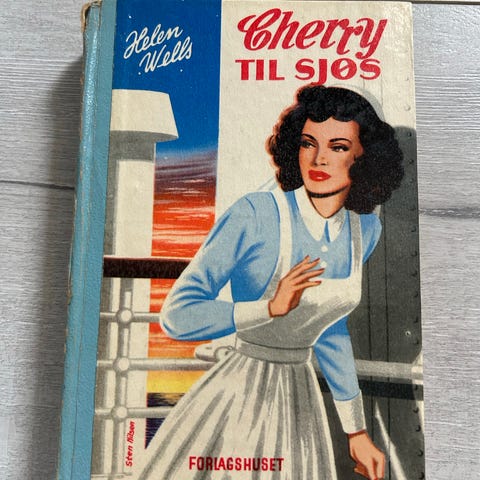 Helen
Wells
Cherry
TIL SJØS
Sten Nilsen
FORLAGSHUSET